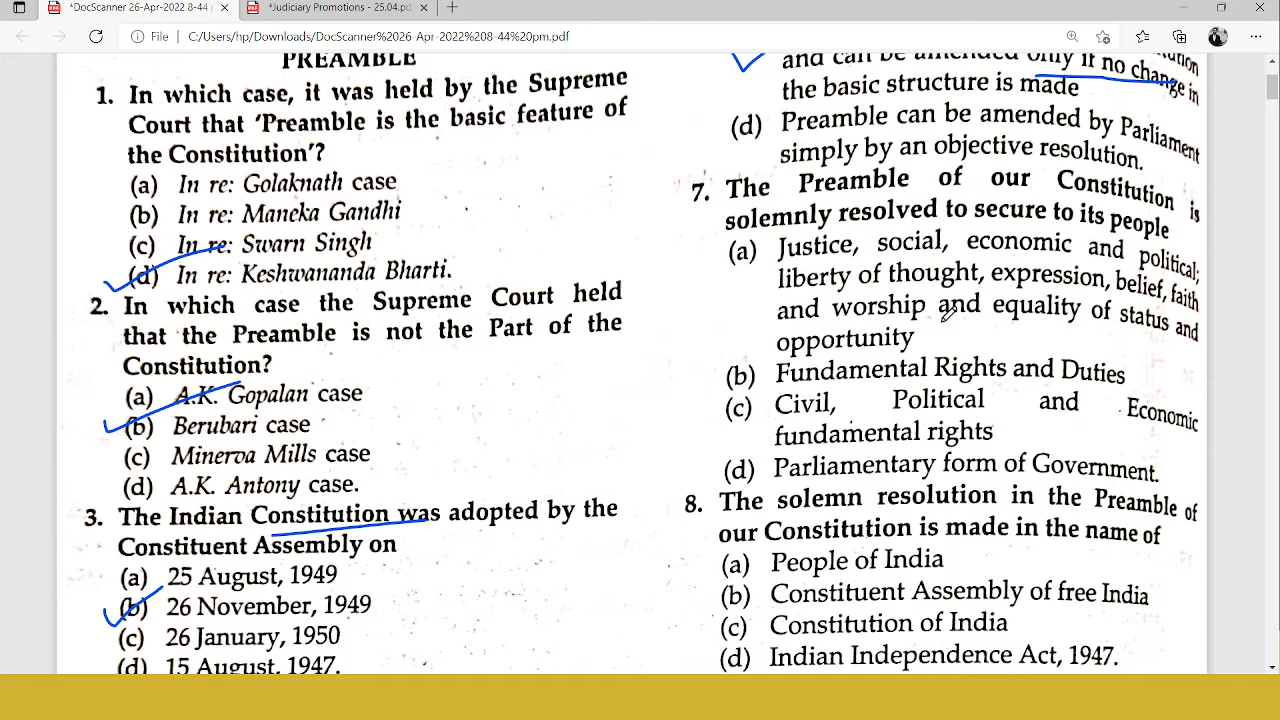 *DocScanner 26-Apr-2022 8-44
*Judiciary Promotions - 25.04.pd
File
C:/Users/hp/Downloads/DocScanner%2026-Apr-2022%208-44%20pm.pdf
PREAMBLE
1. In which case, it was held by the Supreme
Court that ‘Preamble is the basic feature of
the Constitution’?
(a) In re: Golaknath case
(b) In re: Maneka Gandhi
(c) In re: Swarn Singh
(d) In re: Keshwananda Bharti.
2. In which case the Supreme Court held
that the Preamble is not the Part of the
Constitution?
(a) A.K. Gopalan case
(b) Berubari case
(c) Minerva Mills case
(d) A.K. Antony case.
3. The Indian Constitution was adopted by the
Constituent Assembly on
(a) 25 August, 1949
(b) 26 November, 1949
(c) 26 January, 1950
(d) 15 August, 1947.
and can be amended only if no change in
the basic structure is made
(d) Preamble can be amended by Parliament
simply by an objective resolution.
7. The Preamble of our Constitution is
solemnly resolved to secure to its people
(a) Justice, social, economic and political;
liberty of thought, expression, belief, faith
and worship and equality of status and
opportunity
(b) Fundamental Rights and Duties
(c) Civil, Political and Economic
fundamental rights
(d) Parliamentary form of Government.
8. The solemn resolution in the Preamble of
our Constitution is made in the name of
(a) People of India
(b) Constituent Assembly of free India
(c) Constitution of India
(d) Indian Independence Act, 1947.